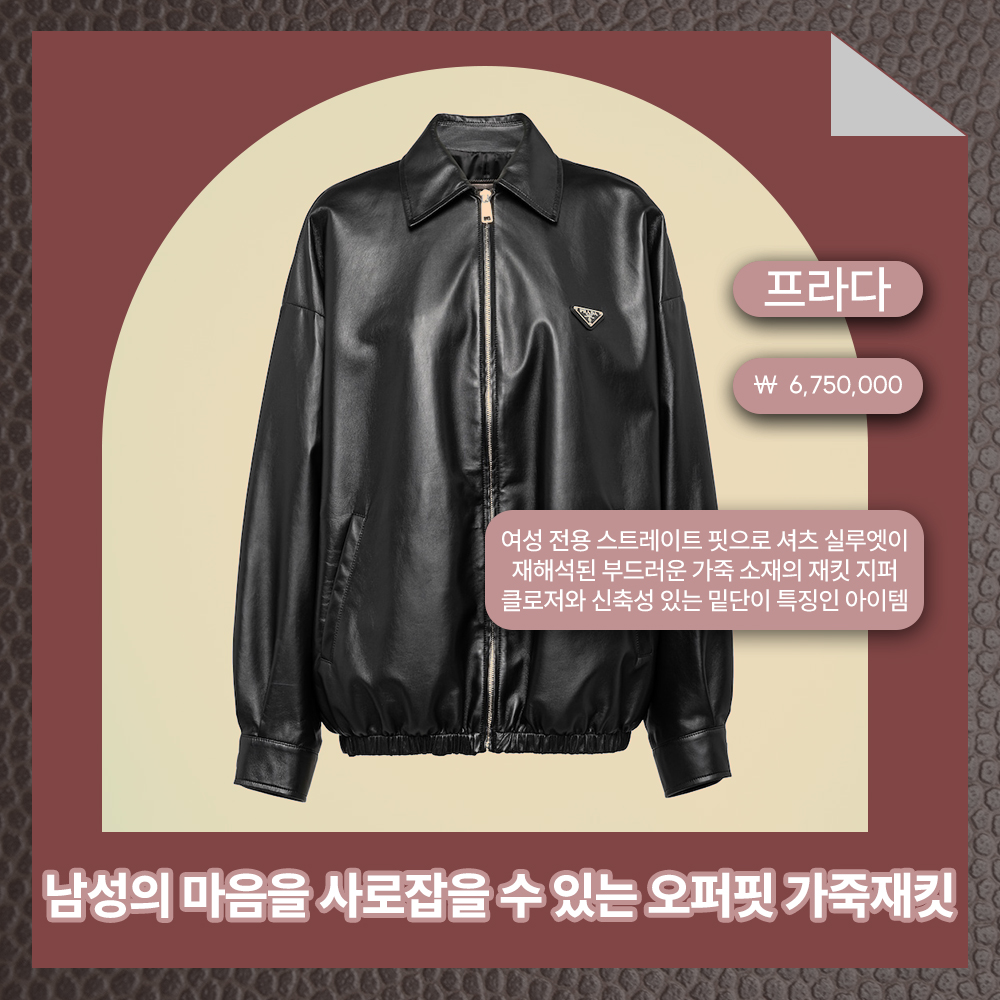 PRADA
프라다
₩ 6,750,000
여성 전용 스트레이트 핏으로 셔츠 실루엣이
재해석된 부드러운 가죽 소재의 재킷 지퍼
클로저와 신축성 있는 밑단이 특징인 아이템
남성의 마음을 사로잡을 수 있는 오퍼핏 가죽재킷